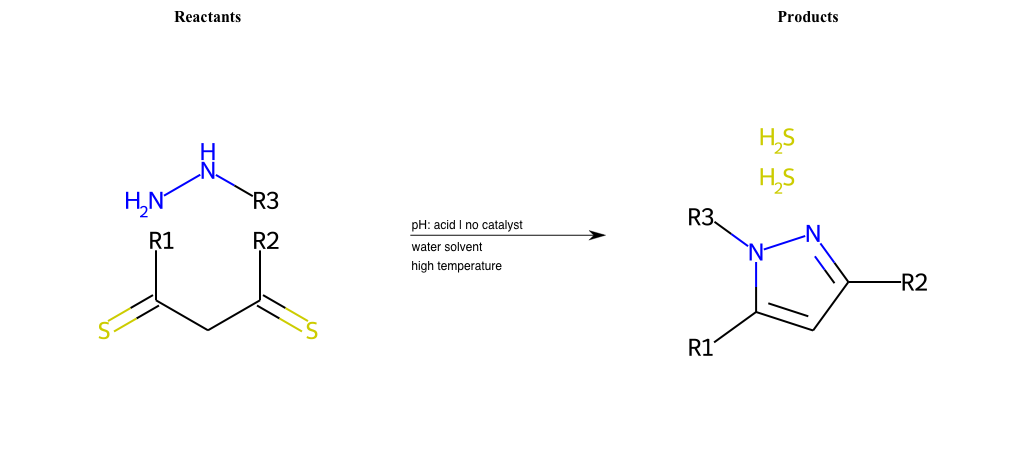 Reactants
Products
H
N
H2N
R3
R1
R2
S
S
pH: acid | no catalyst
water solvent
high temperature
H2S
H2S
R3
N
N
R2
R1